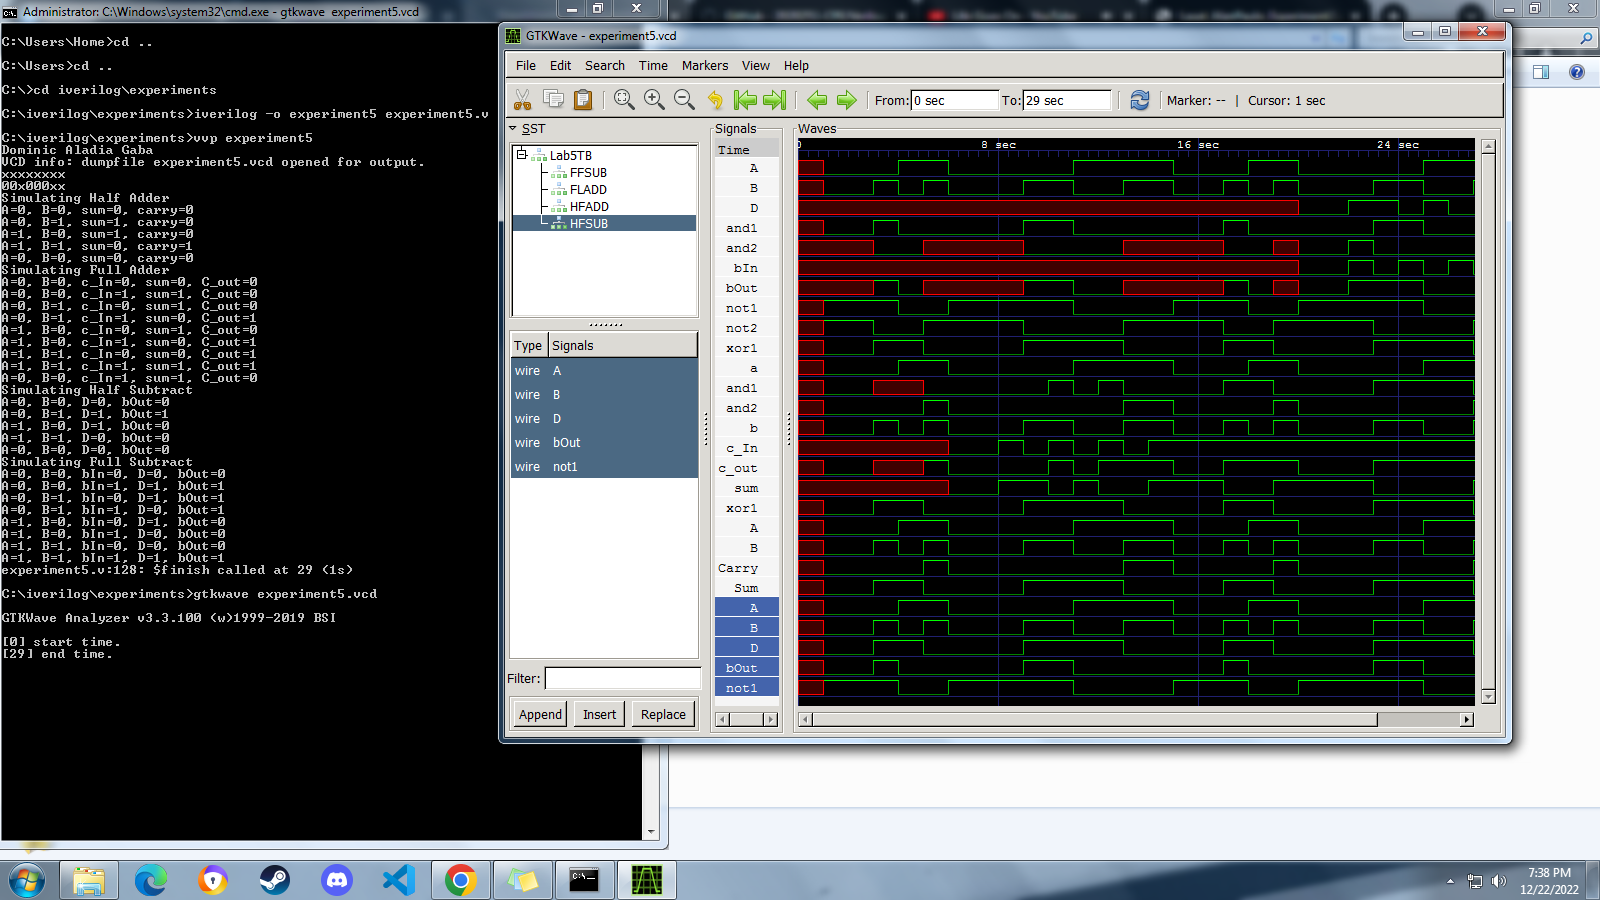 Administrator: C:\Windows\system32\cmd.exe - gtkwave  experiment5.vcd
C:\Users\Home>cd ..
C:\Users>cd ..
C:\>cd iverilog\experiments
C:\iverilog\experiments>iverilog -o experiment5 experiment5.v
C:\iverilog\experiments>vvp experiment5
Dominic Aladia Gaba
VCD info: dumpfile experiment5.vcd opened for output.
xxxxxxxx
00x000xx
Simulating Half Adder
A=0, B=0, sum=0, carry=0
A=0, B=1, sum=1, carry=0
A=1, B=0, sum=1, carry=0
A=1, B=1, sum=0, carry=1
A=0, B=0, sum=0, carry=0
Simulating Full Adder
A=0, B=0, c_In=0, sum=0, C_out=0
A=0, B=0, c_In=1, sum=1, C_out=0
A=0, B=1, c_In=0, sum=1, C_out=0
A=0, B=1, c_In=1, sum=0, C_out=1
A=1, B=0, c_In=0, sum=1, C_out=0
A=1, B=0, c_In=1, sum=0, C_out=1
A=1, B=1, c_In=0, sum=0, C_out=1
A=1, B=1, c_In=1, sum=1, C_out=1
A=0, B=0, c_In=1, sum=1, C_out=0
Simulating Half Subtract
A=0, B=0, D=0, bOut=0
A=0, B=1, D=1, bOut=1
A=1, B=0, D=1, bOut=0
A=1, B=1, D=0, bOut=0
A=0, B=0, D=0, bOut=0
Simulating Full Subtract
A=0, B=0, bIn=0, D=0, bOut=0
A=0, B=0, bIn=1, D=1, bOut=1
A=0, B=1, bIn=0, D=1, bOut=1
A=0, B=1, bIn=1, D=0, bOut=1
A=1, B=0, bIn=0, D=1, bOut=0
A=1, B=0, bIn=1, D=0, bOut=0
A=1, B=1, bIn=0, D=0, bOut=0
A=1, B=1, bIn=1, D=1, bOut=1
experiment5.v:128: $finish called at 29 (1s)
C:\iverilog\experiments>gtkwave experiment5.vcd
GTKWave Analyzer v3.3.100 (w)1999-2019 BSI
[0] start time.
[29] end time.
GTKWave - experiment5.vcd
File Edit Search Time Markers View Help
From: 0 sec To: 29 sec Marker: -- | Cursor: 1 sec
SST
Lab5TB
FFSUB
FLADD
HFADD
HFSUB
Type Signals
wire A
wire B
wire D
wire bOut
wire not1
Filter:
Append Insert Replace
Signals
Time
A
B
D
and1
and2
bIn
bOut
not1
not2
xor1
a
and1
and2
b
c_In
c_out
sum
xor1
A
B
Carry
Sum
A
B
D
bOut
not1
Waves
0 8 sec 16 sec 24 sec
7:38 PM
12/22/2022